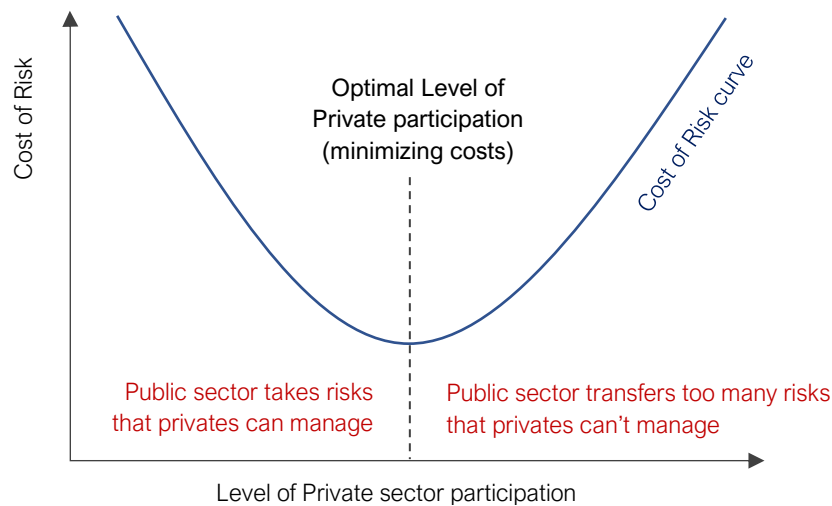 Cost of Risk
Optimal Level of
Private participation
(minimizing costs)
Cost of Risk curve
Public sector takes risks
that privates can manage
Public sector transfers too many risks
that privates can’t manage
Level of Private sector participation